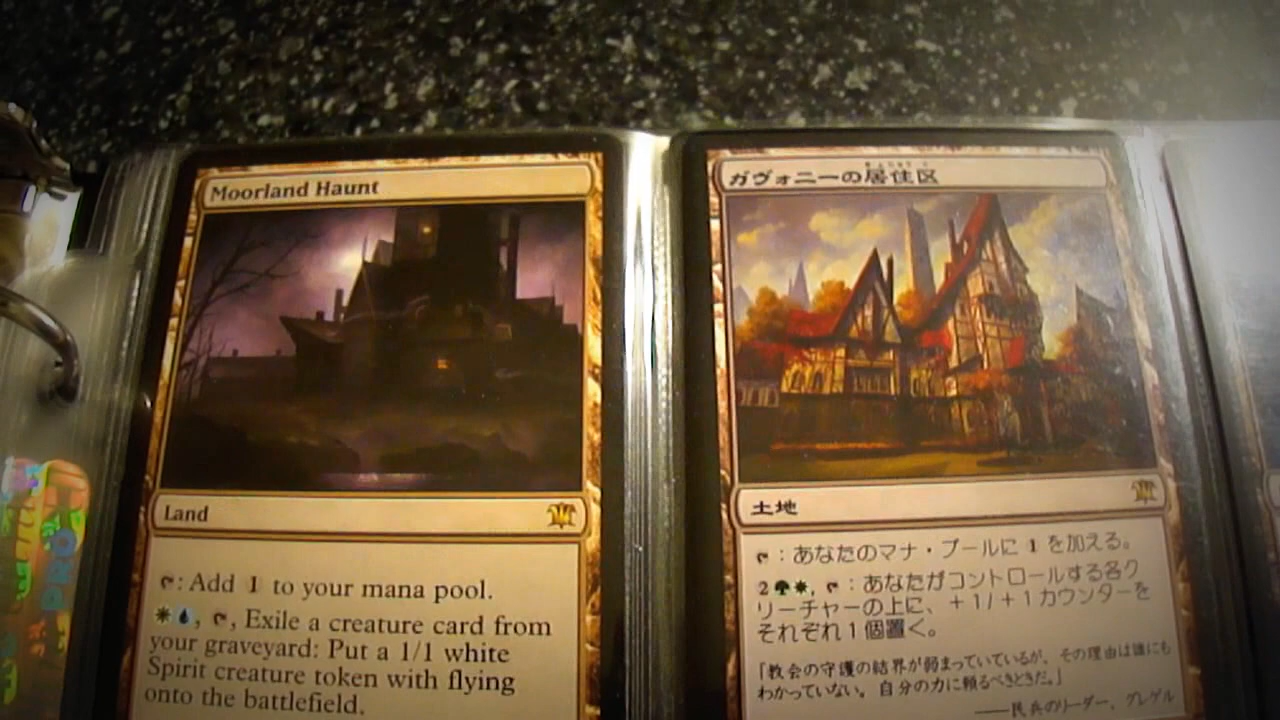 Moorland Haunt
Land
: Add 1 to your mana pool.
, , Exile a creature card from
your graveyard: Put a 1/1 white
Spirit creature token with flying
onto the battlefield.
ガヴォニーの居住区
土地
：あなたのマナ・プールに 1 を加える。
2 , ：あなたがコントロールする各ク
リーチャーの上に、＋1/＋1カウンターを
それぞれ1個置く。
「教会の守護の結界が弱まっていているが、その理由は誰にも
わかっていない。自分の力に頼るべきときだ。」
――民兵のリーダー、グレゲル
PRO